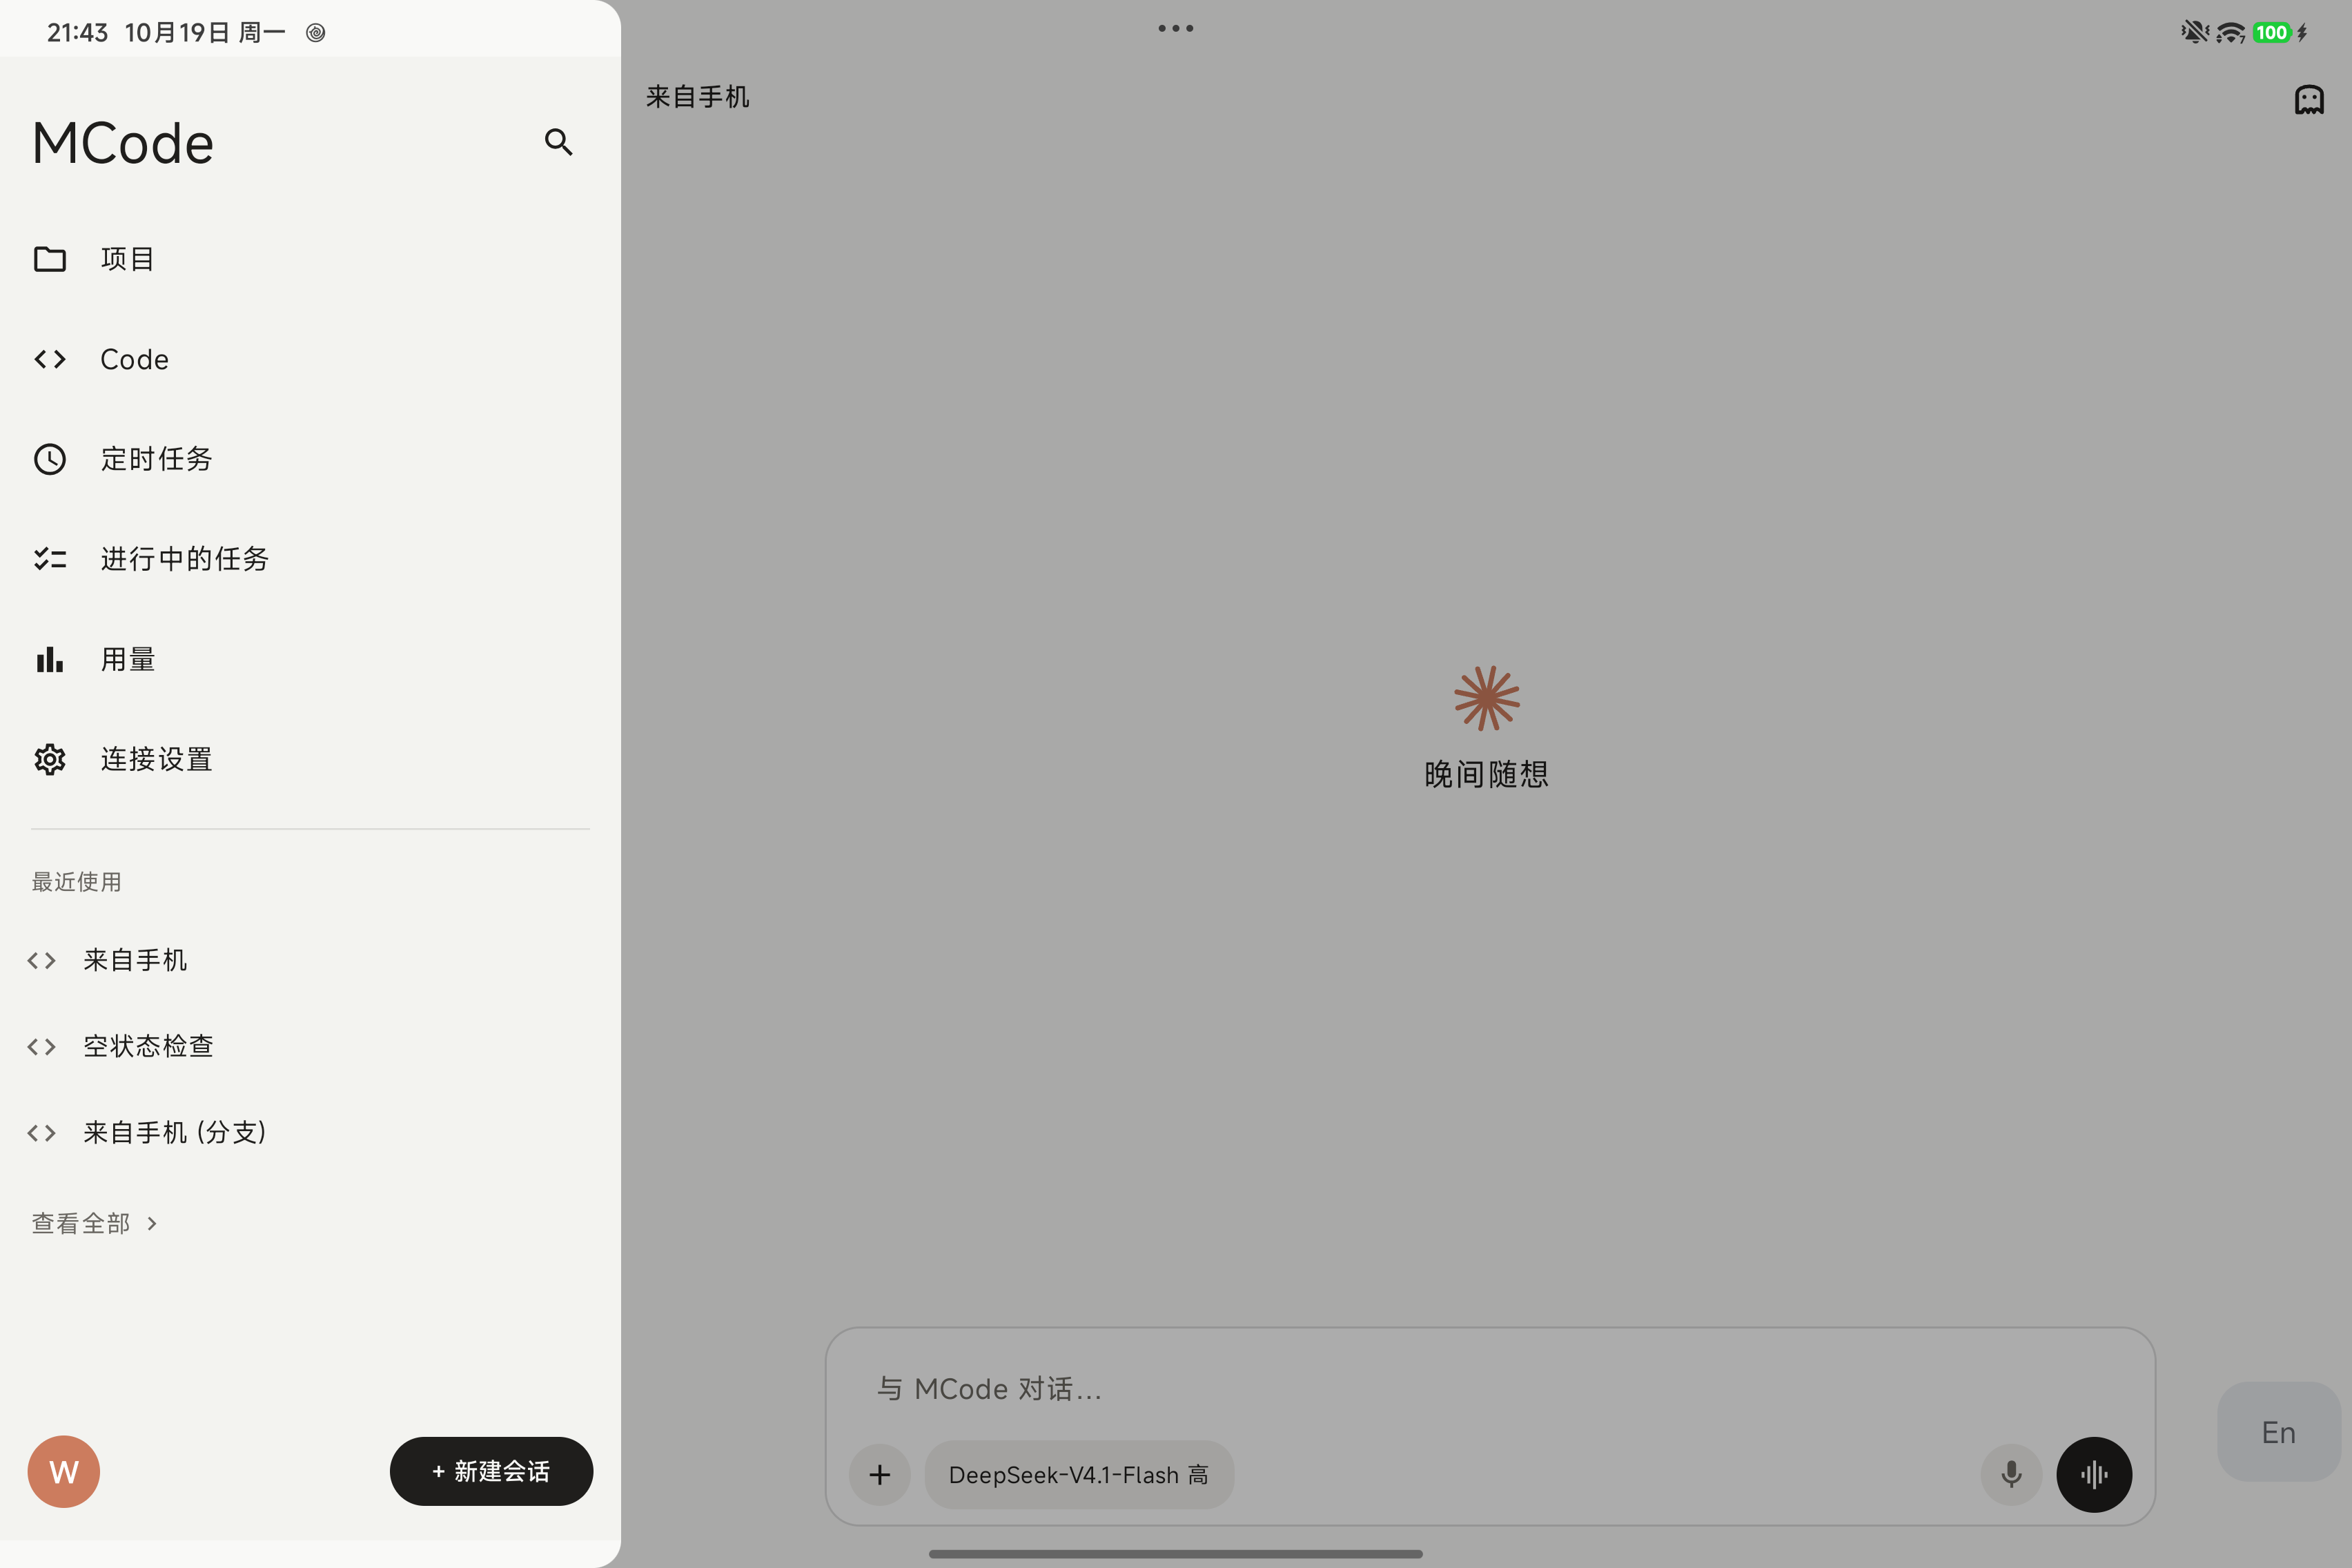 21:43 10月19日 周一
7
100
MCode
项目
Code
定时任务
进行中的任务
用量
连接设置
最近使用
来自手机
空状态检查
来自手机 (分支)
查看全部
W
+ 新建会话
来自手机
晚间随想
与 MCode 对话...
DeepSeek-V4.1-Flash 高
En